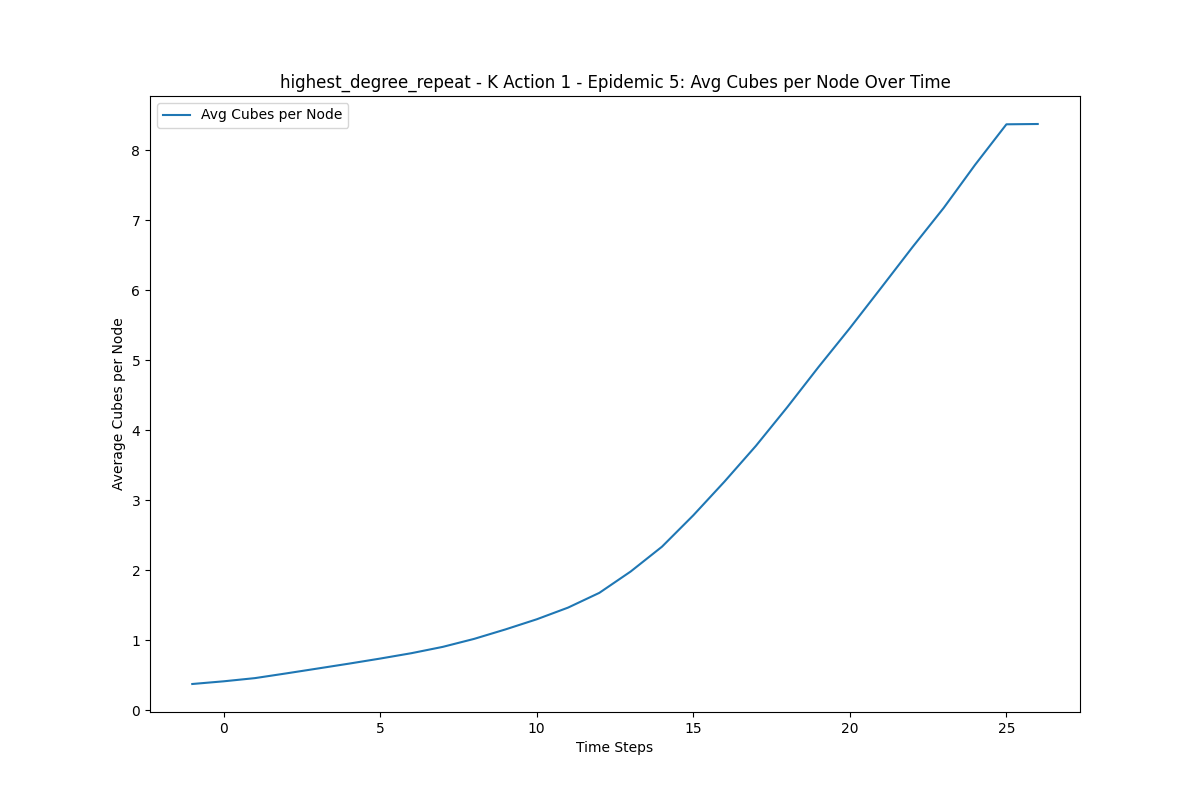 highest_degree_repeat - K Action 1 - Epidemic 5: Avg Cubes per Node Over Time
Avg Cubes per Node
Average Cubes per Node
8
7
6
5
4
3
2
1
0
0 5 10 15 20 25
Time Steps